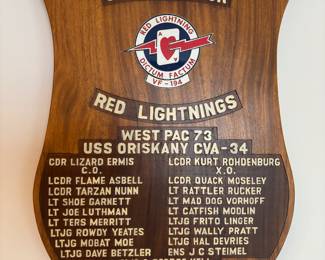 RED LIGHTNING
DICTUM FACTUM
VF-194
RED LIGHTNINGS
WEST PAC 73
USS ORISKANY CVA-34
CDR LIZARD ERMIS
C.O.
LCDR FLAME ASBELL
LCDR TARZAN NUNN
LT SHOE GARNETT
LT JOE LUTHMAN
LT TERS MERRITT
LTJG ROWDY YEATES
LTJG MOBAT MOE
LTJG DAVE BETZLER
LCDR KURT ROHDENBURG
X.O.
LCDR QUACK MOSELEY
LT RATTLER RUCKER
LT MAD DOG VORHOFF
LT CATFISH MODLIN
LTJG FRITO LINGER
LTJG WALLY PRATT
LTJG HAL DEVRIES
ENS J C STEIMEL